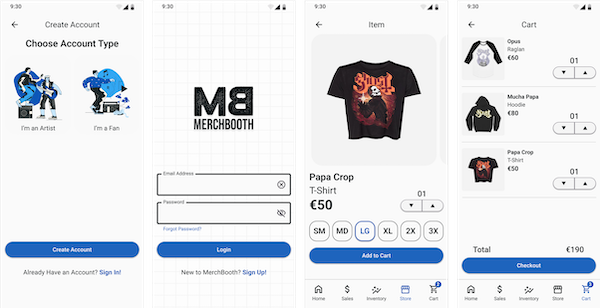 9:30
Create Account
Choose Account Type
I'm an Artist
I'm a Fan
Create Account
Already Have an Account? Sign In!
9:30
MB
MERCHBOOTH
Email Address
Password
Forgot Password?
Login
New to MerchBooth? Sign Up!
9:30
Item
Ghost
Papa Crop
T-Shirt
€50
01
SM
MD
LG
XL
2X
3X
Add to Cart
2
Home
Sales
Inventory
Store
Cart
9:30
Cart
Opus
Raglan
€60
01
Mucha Papa
Hoodie
€80
01
Papa Crop
T-Shirt
€50
01
Total
€190
Checkout
2
Home
Sales
Inventory
Store
Cart